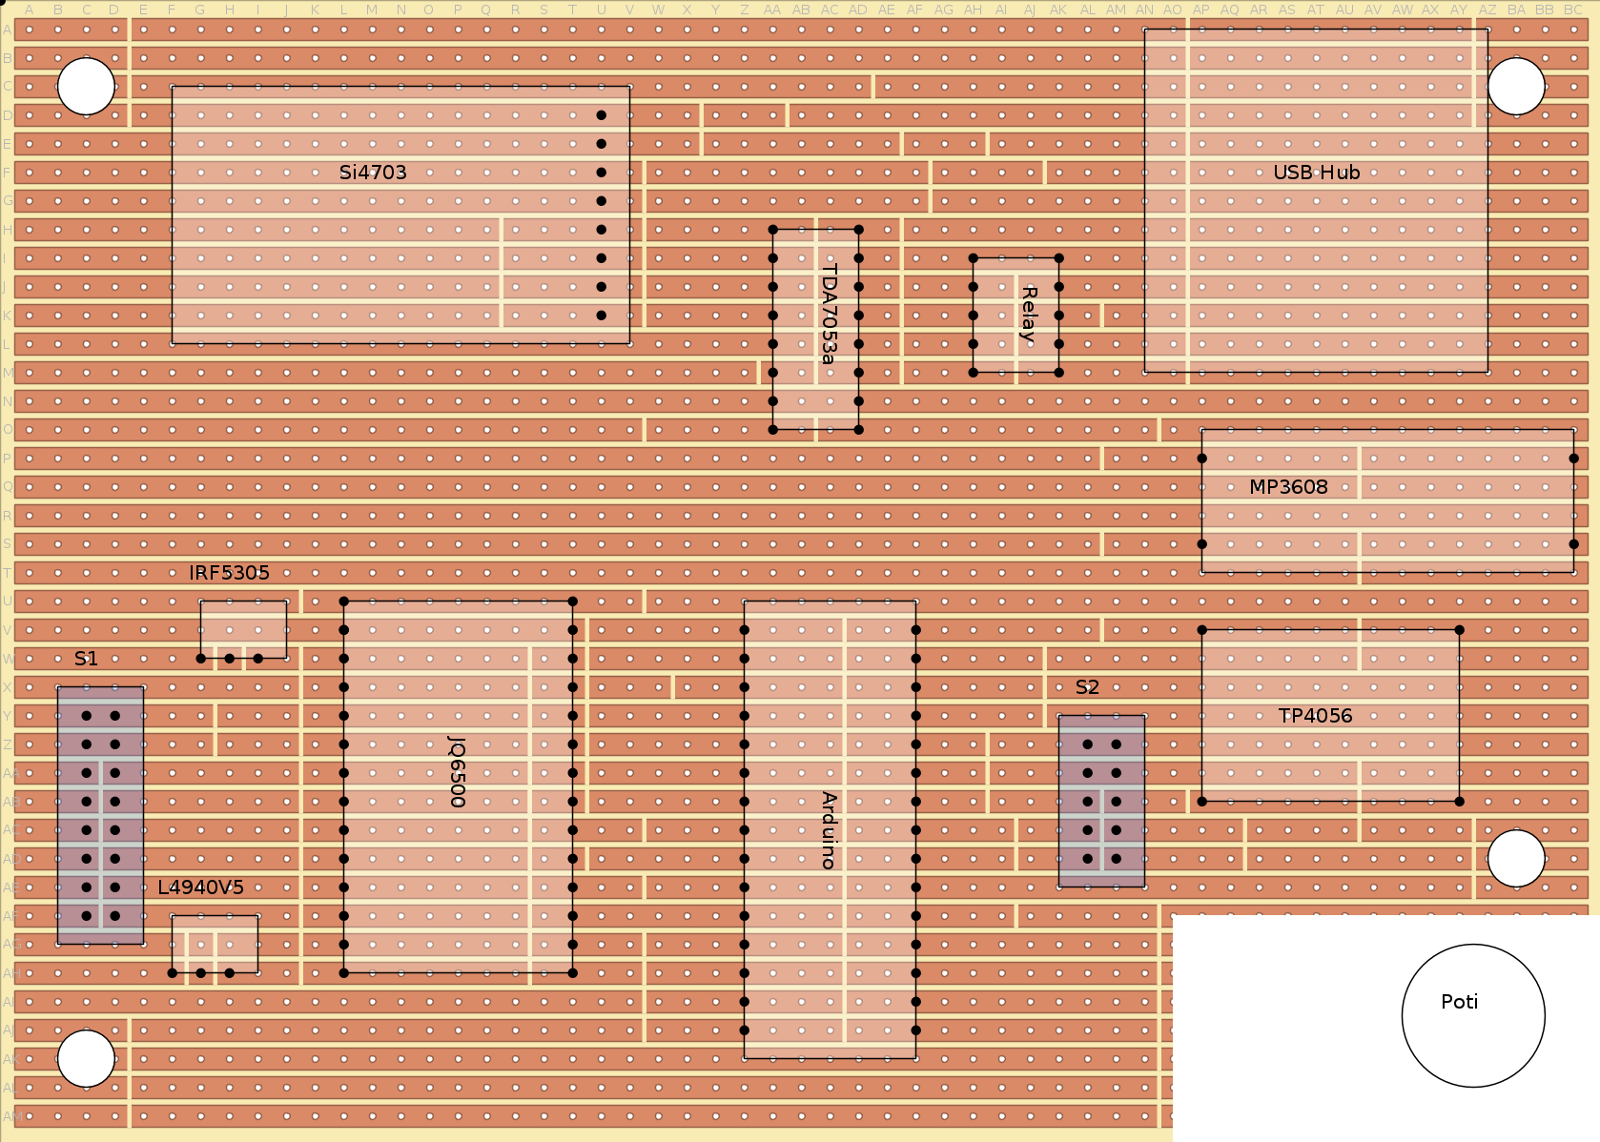 A B C D E F G H I J K L M N O P Q R S T U V W X Y Z AA AB AC AD AE AF AG AH AI AJ AK AL AM AN AO AP AQ AR AS AT AU AV AW AX AY AZ BA BB BC
A
B
C
D
E
F Si4703 USB Hub
G
H
I
J
K
L
TDA7053a
Relay
M
N
O
P
Q MP3608
R
S
T IRF5305
U
V
W S1
X S2
Y TP4056
Z
JQ6500
AA
AB
Arduino
AC
AD
AE L4940V5
AF
AG
AH
AI Poti
AJ
AK
AL
AM